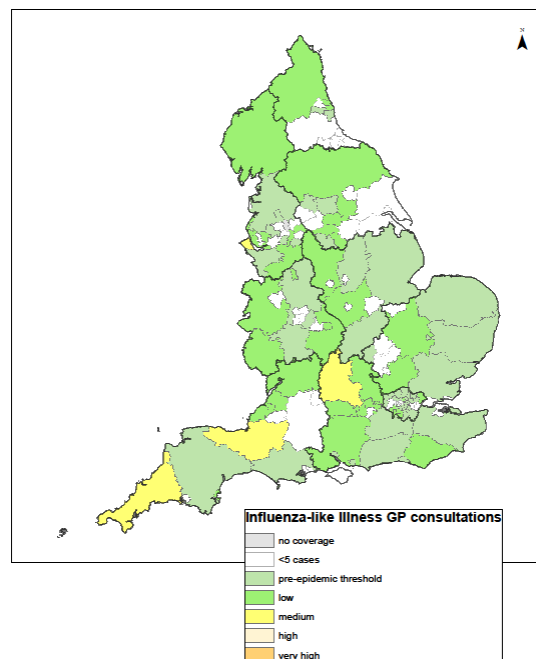 N
Influenza-like Illness GP consultations
no coverage
<5 cases
pre-epidemic threshold
low
medium
high
very high